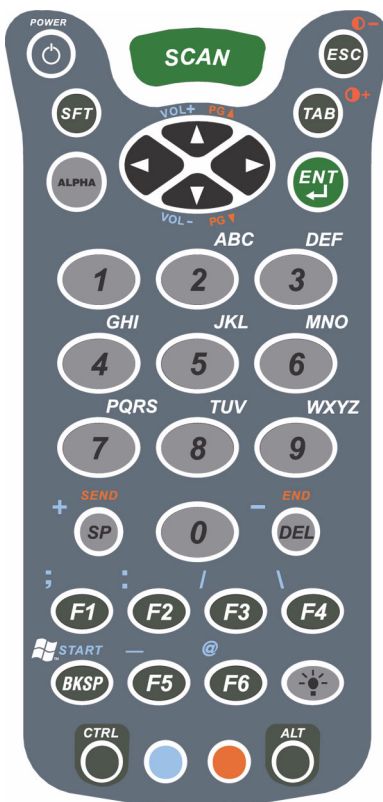 POWER
SCAN
–
ESC
SFT
VOL+ PG
TAB
+
ALPHA
ENT
VOL- PG
ABC DEF
1 2 3
GHI JKL MNO
4 5 6
PQRS TUV WXYZ
7 8 9
SEND END
+ –
SP 0 DEL
; : / \
F1 F2 F3 F4
START — @
BKSP F5 F6
CTRL ALT